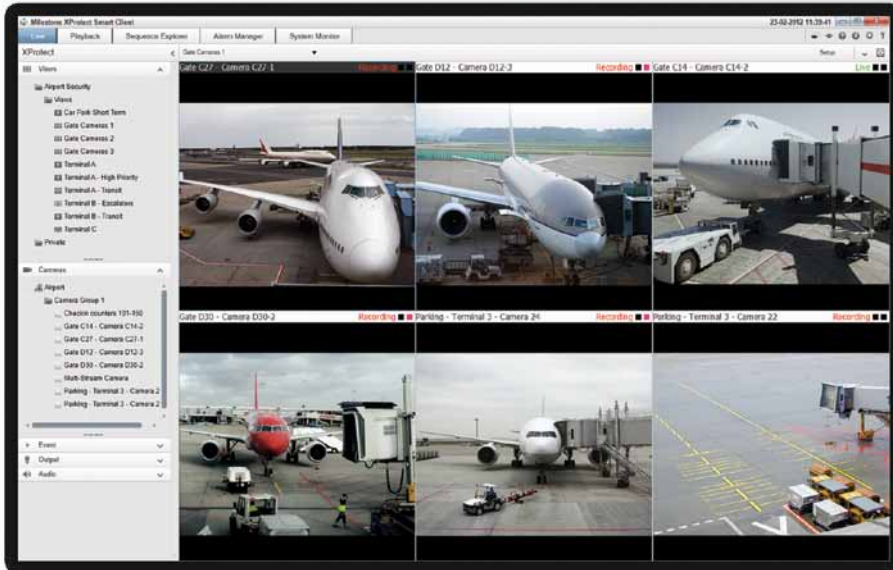 Milestone XProtect Smart Client
23-02-2012 11:39:41
Live
Playback
Sequence Explorer
Alarm Manager
System Monitor
XProtect
Gate Cameras 1
Setup
Views
Airport Security
Views
Car Park Short Term
Gate Cameras 1
Gate Cameras 2
Gate Cameras 3
Terminal A
Terminal A - High Priority
Terminal A - Transit
Terminal B - Escalators
Terminal B - Transit
Terminal C
Private
Cameras
Airport
Camera Group 1
Checkin counters 101-150
Gate C14 - Camera C14-2
Gate C27 - Camera C27-1
Gate D12 - Camera D12-3
Gate D30 - Camera D30-2
Multi-Stream Camera
Parking - Terminal 3 - Camera 2
Parking - Terminal 3 - Camera 2
Event
Output
Audio
Gate C27 - Camera C27-1
Recording
Gate D12 - Camera D12-3
Recording
Gate C14 - Camera C14-2
Live
Gate D30 - Camera D30-2
Recording
Parking - Terminal 3 - Camera 24
Recording
Parking - Terminal 3 - Camera 22
Recording